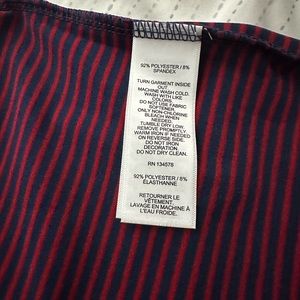 92% POLYESTER / 8%
SPANDEX
TURN GARMENT INSIDE
OUT
MACHINE WASH COLD.
WASH WITH LIKE
COLORS.
DO NOT USE FABRIC
SOFTENER.
ONLY NON-CHLORINE
BLEACH WHEN
NEEDED.
TUMBLE DRY LOW.
REMOVE PROMPTLY.
WARM IRON IF NEEDED
ON REVERSE SIDE.
DO NOT IRON
DECORATION.
DO NOT DRY CLEAN.
RN 134578
92% POLYESTER / 8%
ÉLASTHANNE
RETOURNER LE
VÊTEMENT.
LAVER EN MACHINE À
L'EAU FROIDE.